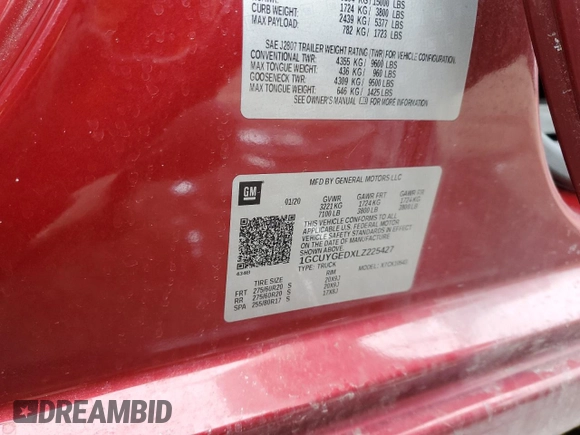 15000 LBS
CURB WEIGHT 1724 KG / 3800 LBS
MAX PAYLOAD: 2439 KG / 5377 LBS
782 KG / 1723 LBS
SAE J2807 TRAILER WEIGHT RATING (TWR) FOR VEHICLE CONFIGURATION.
CONVENTIONAL TWR: 4355 KG / 9600 LBS
MAX TONGUE WEIGHT: 436 KG / 960 LBS
GOOSENECK TWR: 4309 KG / 9500 LBS
MAX TONGUE WEIGHT: 646 KG / 1425 LBS
SEE OWNER'S MANUAL FOR MORE INFORMATION.
GM
MFD BY GENERAL MOTORS LLC
01/20 GVWR GAWR FRT GAWR RR
3221 KG 1724 KG 1724 KG
7100 LB 3800 LB 3800 LB
THIS VEHICLE CONFORMS TO ALL APPLICABLE
U.S. FEDERAL MOTOR VEHICLE SAFETY
STANDARDS IN EFFECT ON THE DATE OF
MANUFACTURE SHOWN ABOVE.
1GCUYGEDXLZ225427
TYPE: TRUCK MODEL:
TIRE SIZE RIM
FRT 275/60R20 S 20X9J
RR 275/60R20 S 20X9J
SPA 255/80R17 S 17X8J
DREAMBID